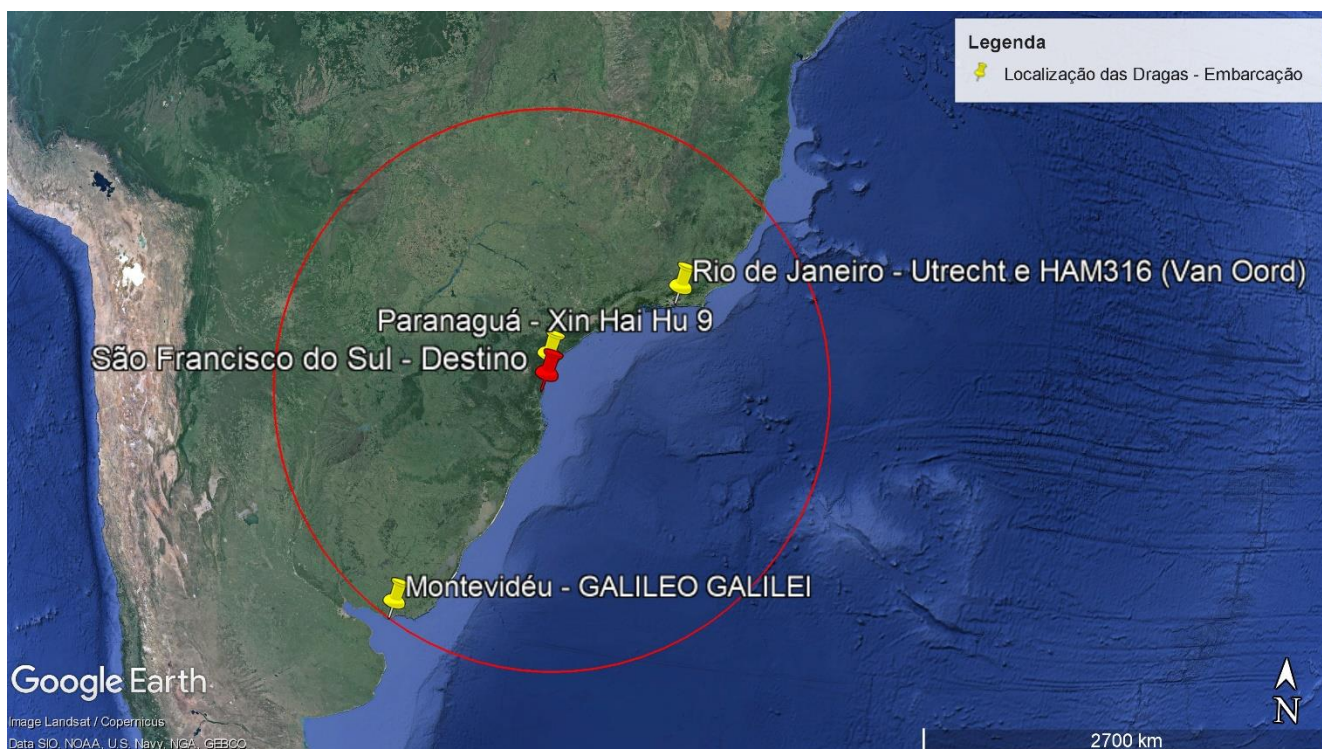 Legenda
Localização das Dragas - Embarcação
Rio de Janeiro - Utrecht e HAM316 (Van Oord)
Paranaguá - Xin Hai Hu 9
São Francisco do Sul - Destino
Montevidéu - GALILEO GALILEI
Google Earth
Image Landsat / Copernicus
Data SIO, NOAA, U.S. Navy, NGA, GEBCO
N
2700 km